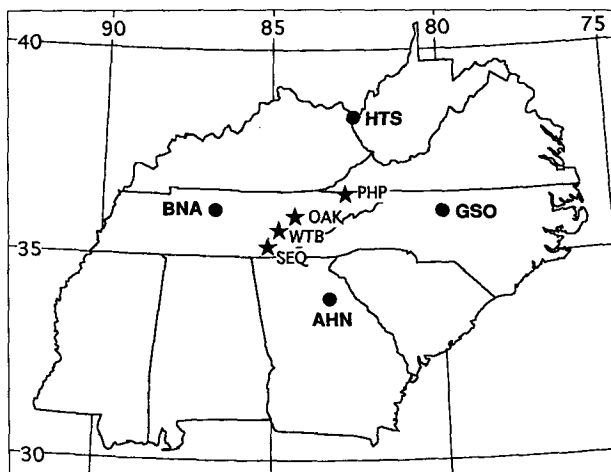 90 85 80 75
40
HTS
PHP
BNA OAK GSO
WTB
35
SEQ
AHN
30